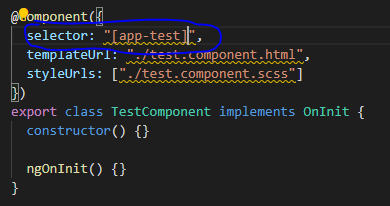 @Component({
selector: "[app-test]",
templateUrl: "./test.component.html",
styleUrls: ["./test.component.scss"]
})
export class TestComponent implements OnInit {
constructor() {}
ngOnInit() {}
}